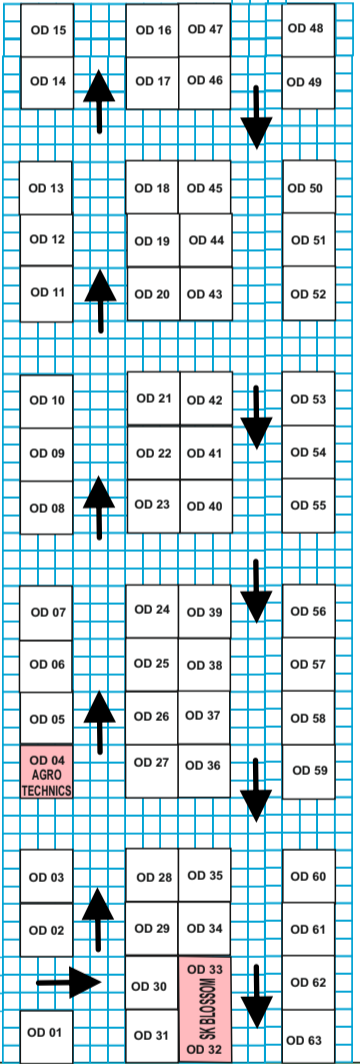 OD 15
OD 16
OD 47
OD 48
OD 14
OD 17
OD 46
OD 49
OD 13
OD 18
OD 45
OD 50
OD 12
OD 19
OD 44
OD 51
OD 11
OD 20
OD 43
OD 52
OD 10
OD 21
OD 42
OD 53
OD 09
OD 22
OD 41
OD 54
OD 08
OD 23
OD 40
OD 55
OD 07
OD 24
OD 39
OD 56
OD 06
OD 25
OD 38
OD 57
OD 05
OD 26
OD 37
OD 58
OD 04
AGRO
TECHNICS
OD 27
OD 36
OD 59
OD 03
OD 28
OD 35
OD 60
OD 02
OD 29
OD 34
OD 61
OD 30
OD 33
SK BLOSSOM
OD 32
OD 62
OD 01
OD 31
OD 63